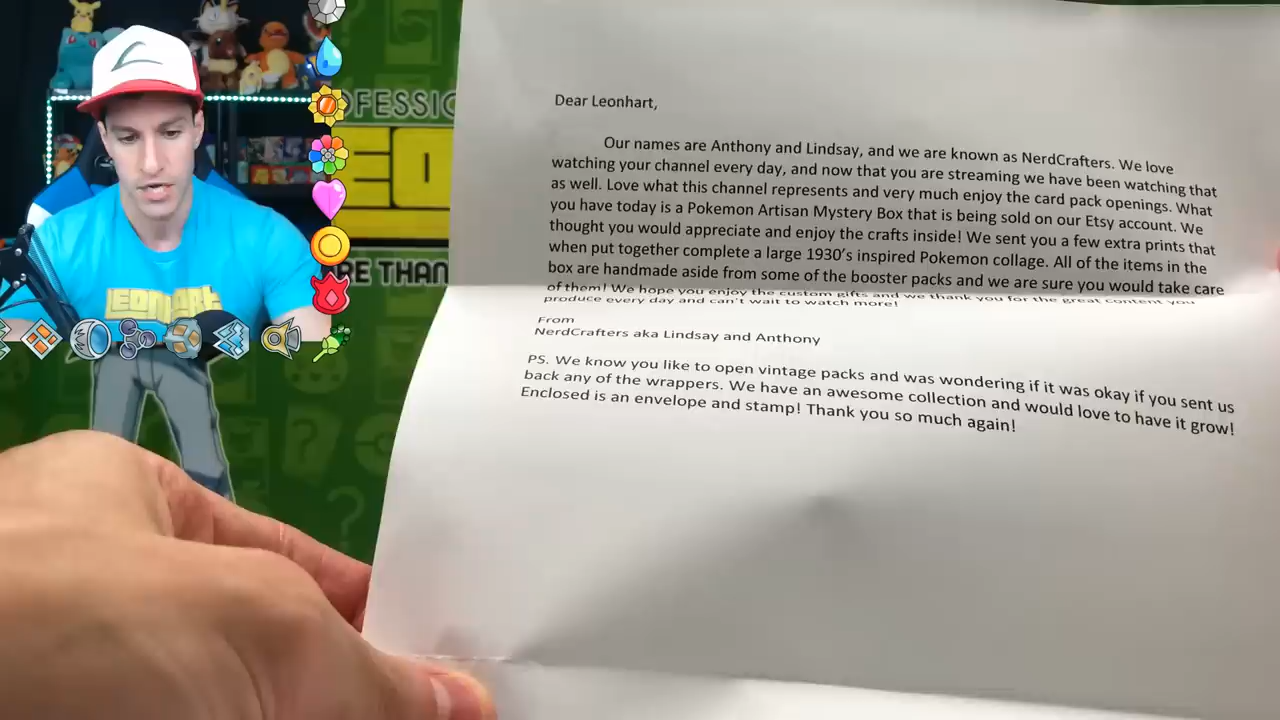 OFESSIO
EO
RE THAN
LEONHART
Dear Leonhart,
Our names are Anthony and Lindsay, and we are known as NerdCrafters. We love
watching your channel every day, and now that you are streaming we have been watching that
as well. Love what this channel represents and very much enjoy the card pack openings. What
you have today is a Pokemon Artisan Mystery Box that is being sold on our Etsy account. We
thought you would appreciate and enjoy the crafts inside! We sent you a few extra prints that
when put together complete a large 1930's inspired Pokemon collage. All of the items in the
box are handmade aside from some of the booster packs and we are sure you would take care
of them! We hope you enjoy the custom gifts and we thank you for the great content you
produce every day and can't wait to watch more!
From
NerdCrafters aka Lindsay and Anthony
PS. We know you like to open vintage packs and was wondering if it was okay if you sent us
back any of the wrappers. We have an awesome collection and would love to have it grow!
Enclosed is an envelope and stamp! Thank you so much again!